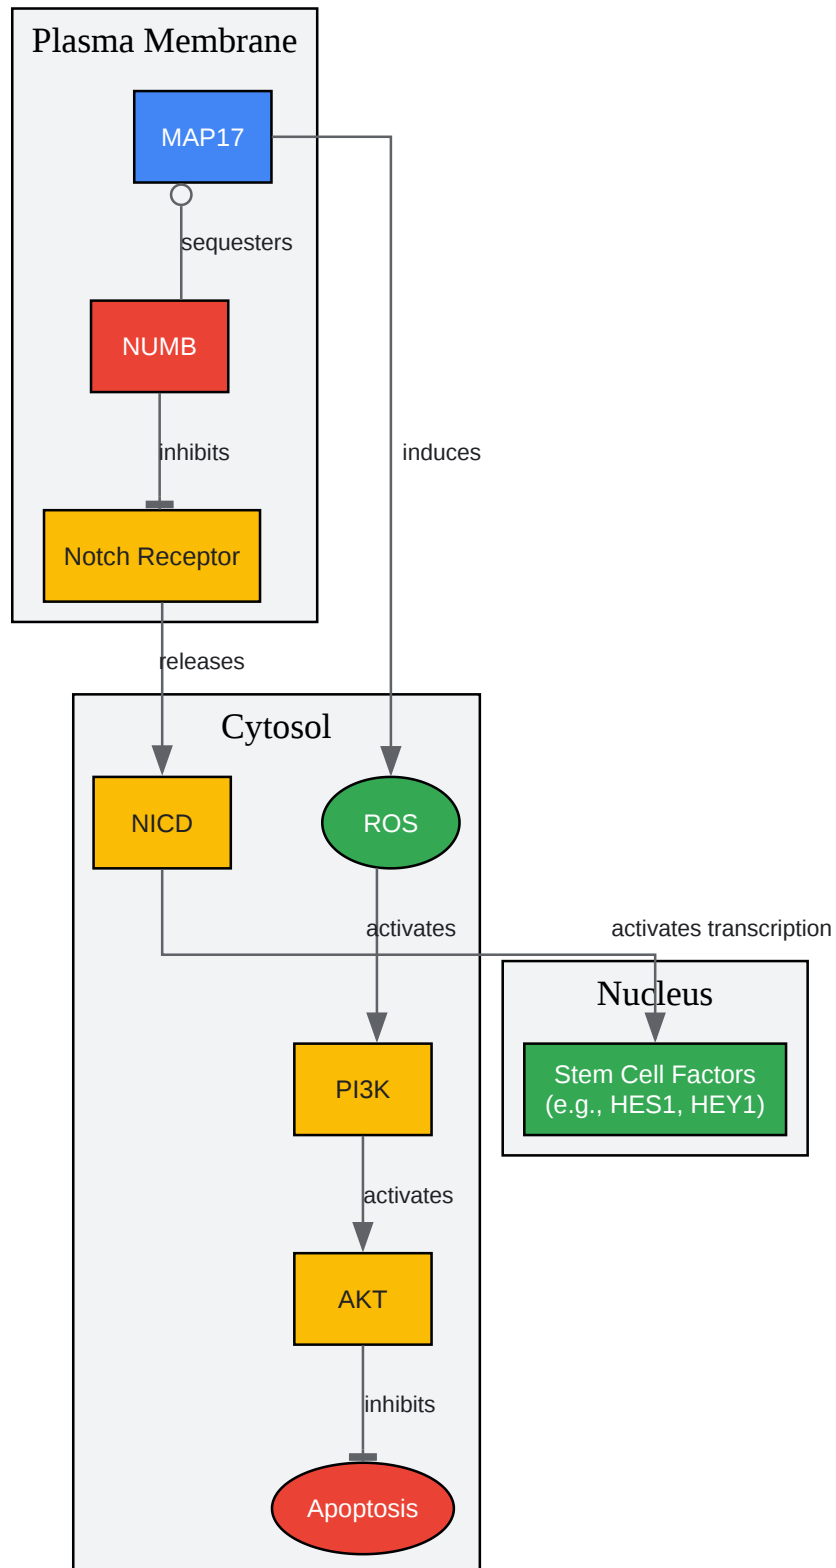 Plasma Membrane
MAP17
sequesters
NUMB
inhibits
induces
Notch Receptor
releases
Cytosol
NICD
ROS
activates
activates transcription
Nucleus
Stem Cell Factors
(e.g., HES1, HEY1)
PI3K
activates
AKT
inhibits
Apoptosis